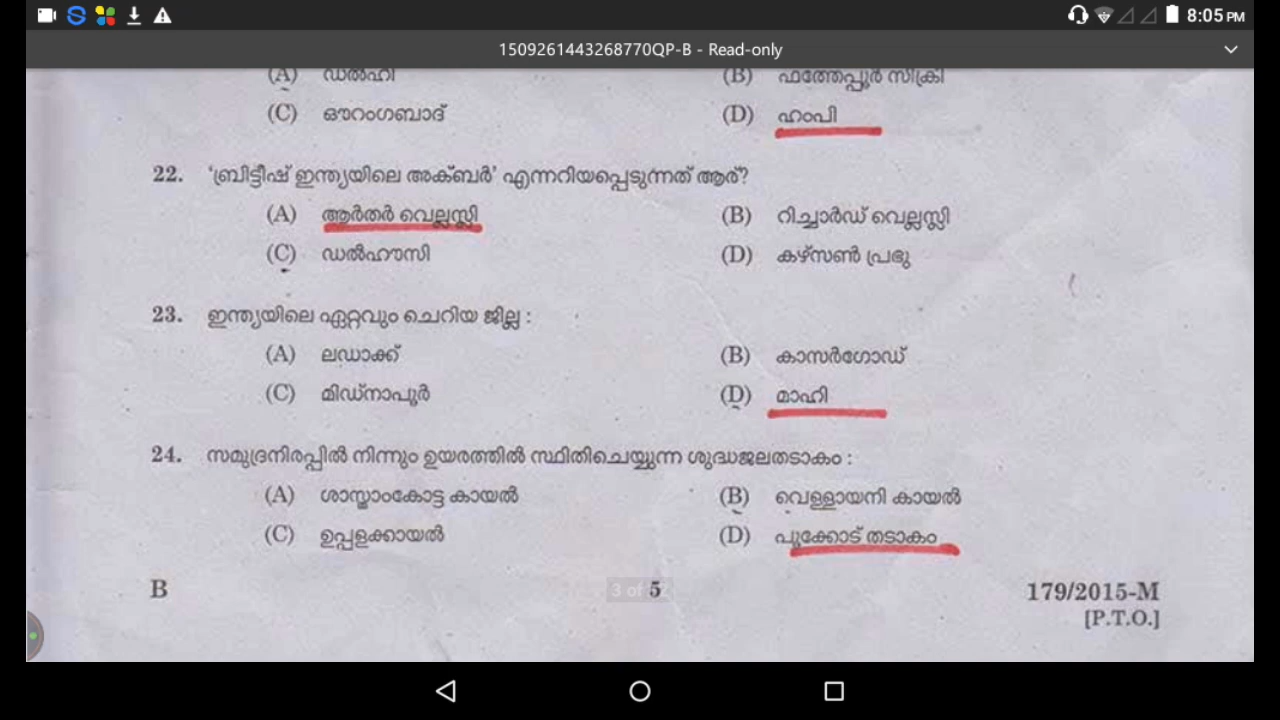 8:05 PM
1509261443268770QP-B - Read-only
(A) ഡൽഹി (B) ഫത്തേപ്പൂർ സിക്രി
(C) ഔറംഗബാദ് (D) ഹംപി
22. 'ബ്രിട്ടീഷ് ഇന്ത്യയിലെ അക്ബർ' എന്നറിയപ്പെടുന്നത് ആര്?
(A) ആർതർ വെല്ലസ്ലി (B) റിച്ചാർഡ് വെല്ലസ്ലി
(C) ഡൽഹൗസി (D) കഴ്സൺ പ്രഭു
23. ഇന്ത്യയിലെ ഏറ്റവും ചെറിയ ജില്ല :
(A) ലഡാക്ക് (B) കാസർഗോഡ്
(C) മിഡ്നാപൂർ (D) മാഹി
24. സമുദ്രനിരപ്പിൽ നിന്നും ഉയരത്തിൽ സ്ഥിതിചെയ്യുന്ന ശുദ്ധജലതടാകം :
(A) ശാസ്താംകോട്ട കായൽ (B) വെള്ളായനി കായൽ
(C) ഉപ്പളക്കായൽ (D) പൂക്കോട് തടാകം
B 5 179/2015-M
[P.T.O.]